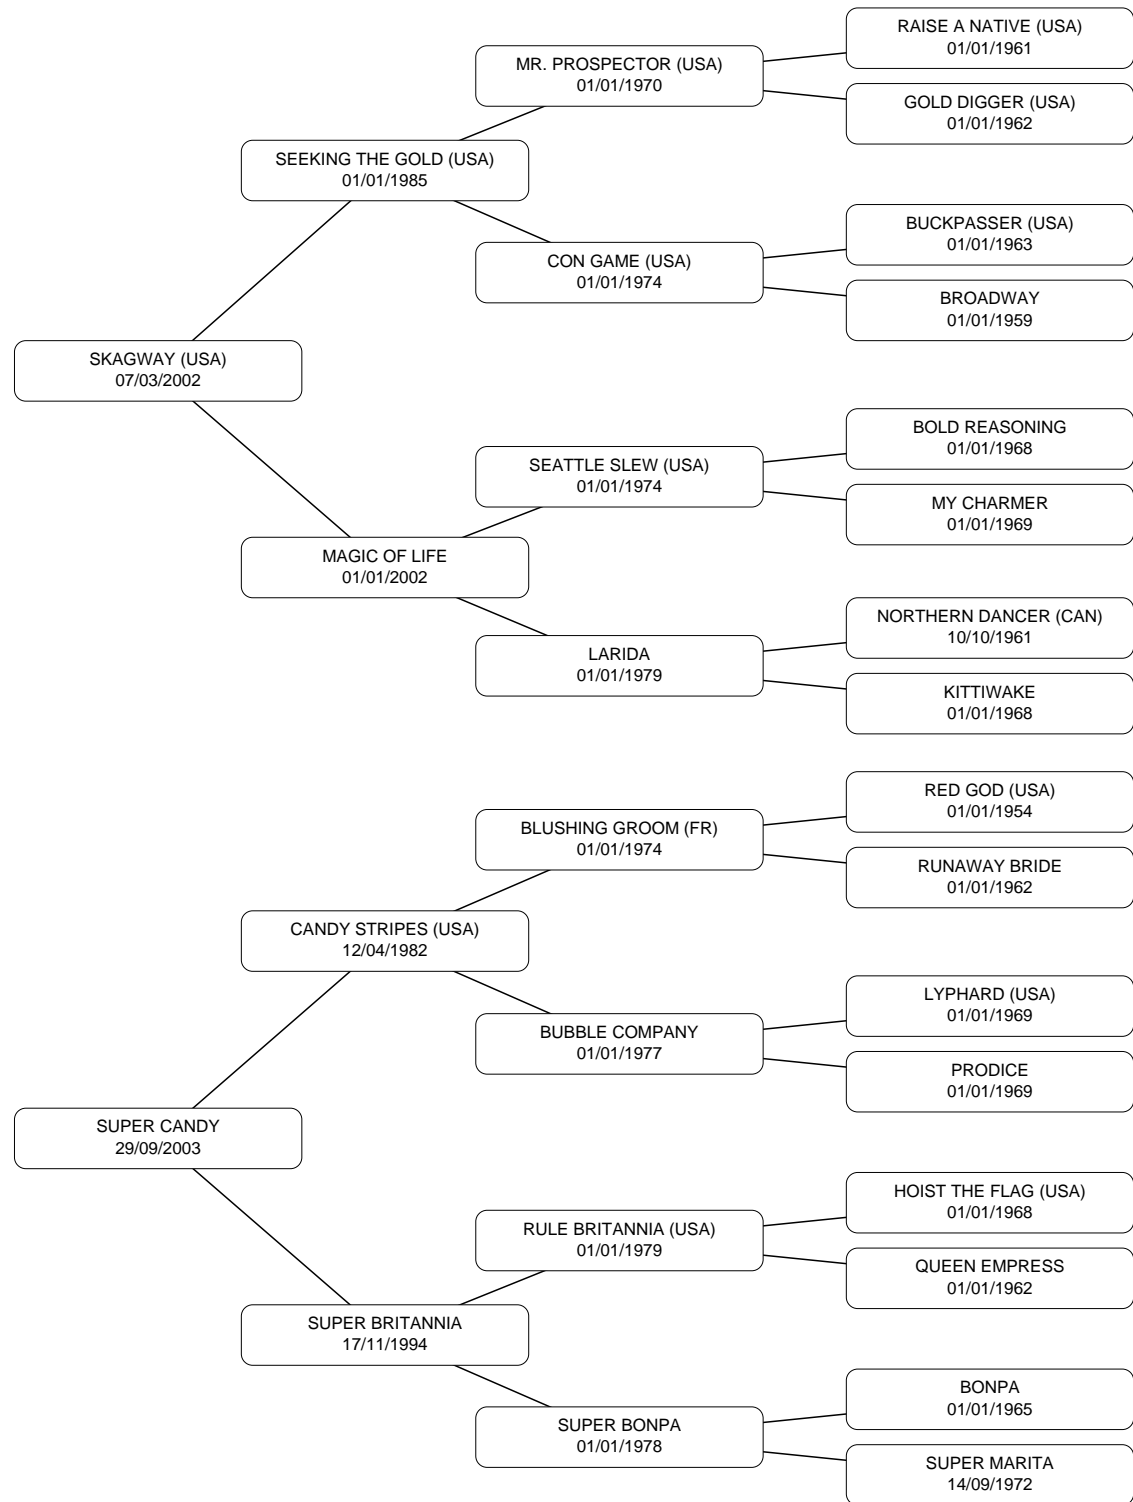 RAISE A NATIVE (USA)
01/01/1961
MR. PROSPECTOR (USA)
01/01/1970
GOLD DIGGER (USA)
01/01/1962
SEEKING THE GOLD (USA)
01/01/1985
BUCKPASSER (USA)
01/01/1963
CON GAME (USA)
01/01/1974
BROADWAY
01/01/1959
SKAGWAY (USA)
07/03/2002
BOLD REASONING
01/01/1968
SEATTLE SLEW (USA)
01/01/1974
MY CHARMER
01/01/1969
MAGIC OF LIFE
01/01/2002
NORTHERN DANCER (CAN)
10/10/1961
LARIDA
01/01/1979
KITTIWAKE
01/01/1968
RED GOD (USA)
01/01/1954
BLUSHING GROOM (FR)
01/01/1974
RUNAWAY BRIDE
01/01/1962
CANDY STRIPES (USA)
12/04/1982
LYPHARD (USA)
01/01/1969
BUBBLE COMPANY
01/01/1977
PRODICE
01/01/1969
SUPER CANDY
29/09/2003
HOIST THE FLAG (USA)
01/01/1968
RULE BRITANNIA (USA)
01/01/1979
QUEEN EMPRESS
01/01/1962
SUPER BRITANNIA
17/11/1994
BONPA
01/01/1965
SUPER BONPA
01/01/1978
SUPER MARITA
14/09/1972